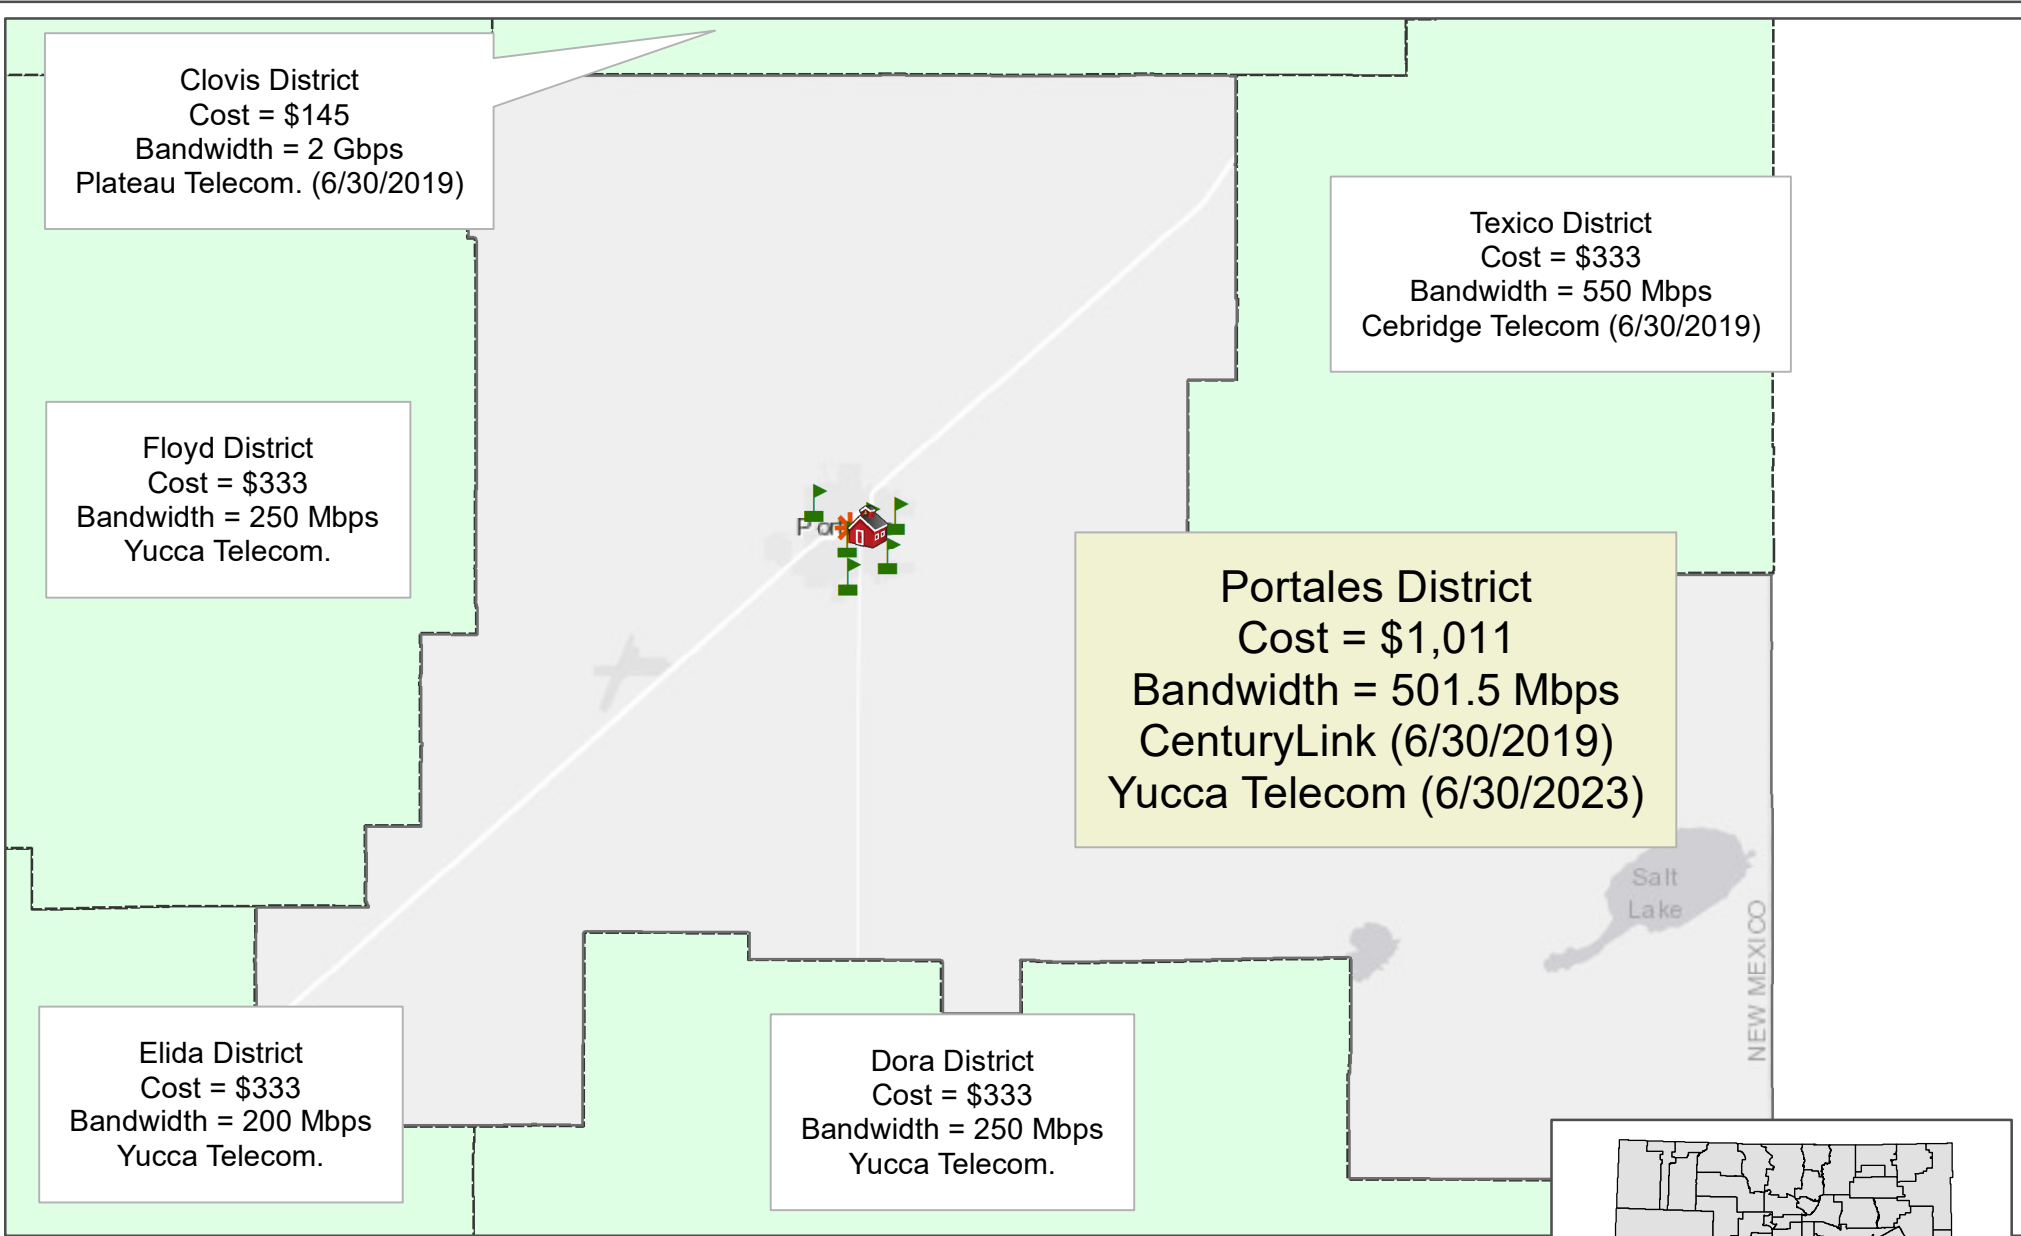 Clovis District
Cost = $145
Bandwidth = 2 Gbps
Plateau Telecom. (6/30/2019)
Texico District
Cost = $333
Bandwidth = 550 Mbps
Cebridge Telecom (6/30/2019)
Floyd District
Cost = $333
Bandwidth = 250 Mbps
Yucca Telecom.
Portales District
Cost = $1,011
Bandwidth = 501.5 Mbps
CenturyLink (6/30/2019)
Yucca Telecom (6/30/2023)
Salt
Lake
NEW MEXICO
Elida District
Cost = $333
Bandwidth = 200 Mbps
Yucca Telecom.
Dora District
Cost = $333
Bandwidth = 250 Mbps
Yucca Telecom.